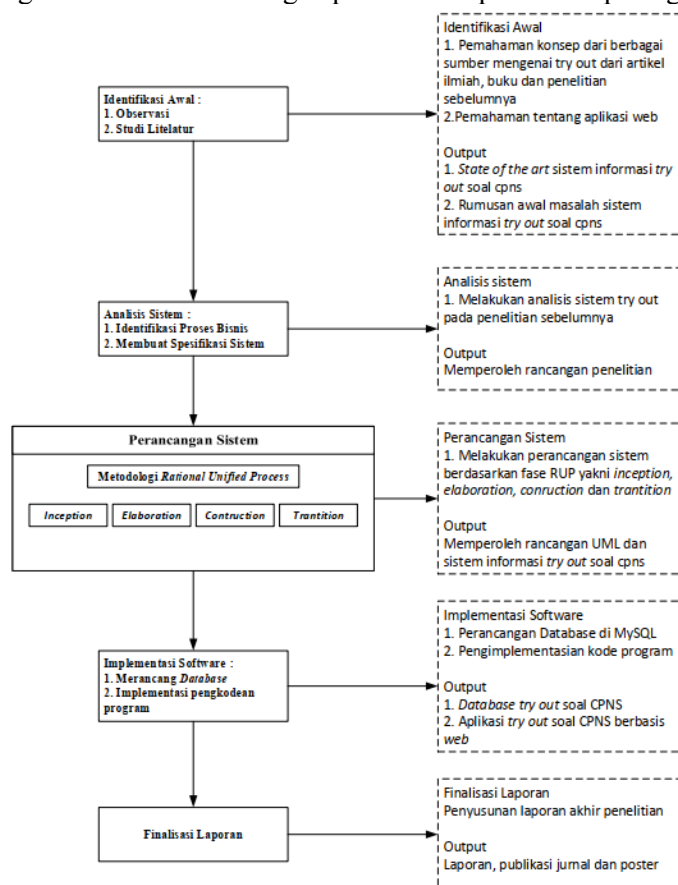 Identifikasi Awal :
1. Observasi
2. Studi Litelatur
Identifikasi Awal
1. Pemahaman konsep dari berbagai
sumber mengenai try out dari artikel
ilmiah, buku dan penelitian
sebelumnya
2.Pemahaman tentang aplikasi web
Output
1. State of the art sistem informasi try
out soal cpns
2. Rumusan awal masalah sistem
informasi try out soal cpns
Analisis Sistem :
1. Identifikasi Proses Bisnis
2. Membuat Spesifikasi Sistem
Analisis sistem
1. Melakukan analisis sistem try out
pada penelitian sebelumnya
Output
Memperoleh rancangan penelitian
Perancangan Sistem
Metodologi Rational Unified Process
Inception
Elaboration
Contruction
Trantition
Perancangan Sistem
1. Melakukan perancangan sistem
berdasarkan fase RUP yakni inception,
elaboration, conruction dan trantition
Output
Memperoleh rancangan UML dan
sistem informasi try out soal cpns
Implementasi Software :
1. Merancang Database
2. Implementasi pengkodean
program
Implementasi Software
1. Perancangan Database di MySQL
2. Pengimplementasian kode program
Output
1. Database try out soal CPNS
2. Aplikasi try out soal CPNS berbasis
web
Finalisasi Laporan
Finalisasi Laporan
Penyusunan laporan akhir penelitian
Output
Laporan, publikasi jurnal dan poster